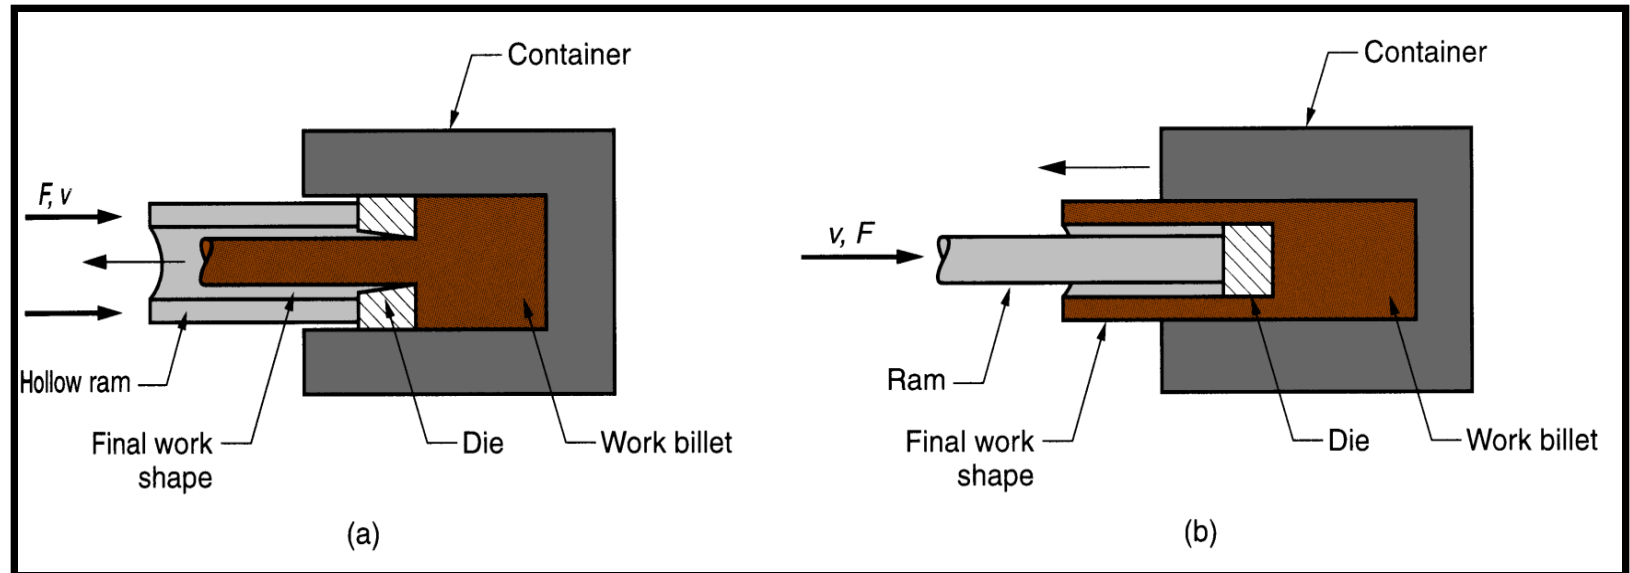 Container
F, v
Hollow ram
Final work
shape
Die
Work billet
(a)
Container
v, F
Ram
Final work
shape
Die
Work billet
(b)